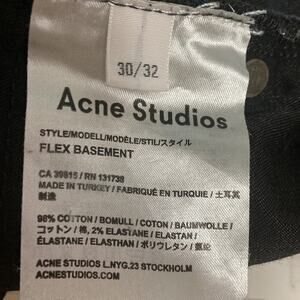 30/32
Acne Studios
STYLE/MODELL/MODÈLE/STIL/スタイル
FLEX BASEMENT
CA 39815 / RN 131738
MADE IN TURKEY / FABRIQUÉ EN TURQUIE / 土耳其
制造
98% COTTON / BOMULL / COTON / BAUMWOLLE /
コットン / 棉, 2% ELASTANE / ELASTAN /
ÉLASTANE / ELASTHAN / ポリウレタン / 氨纶
ACNE STUDIOS L.NYG.23 STOCKHOLM
ACNESTUDIOS.COM